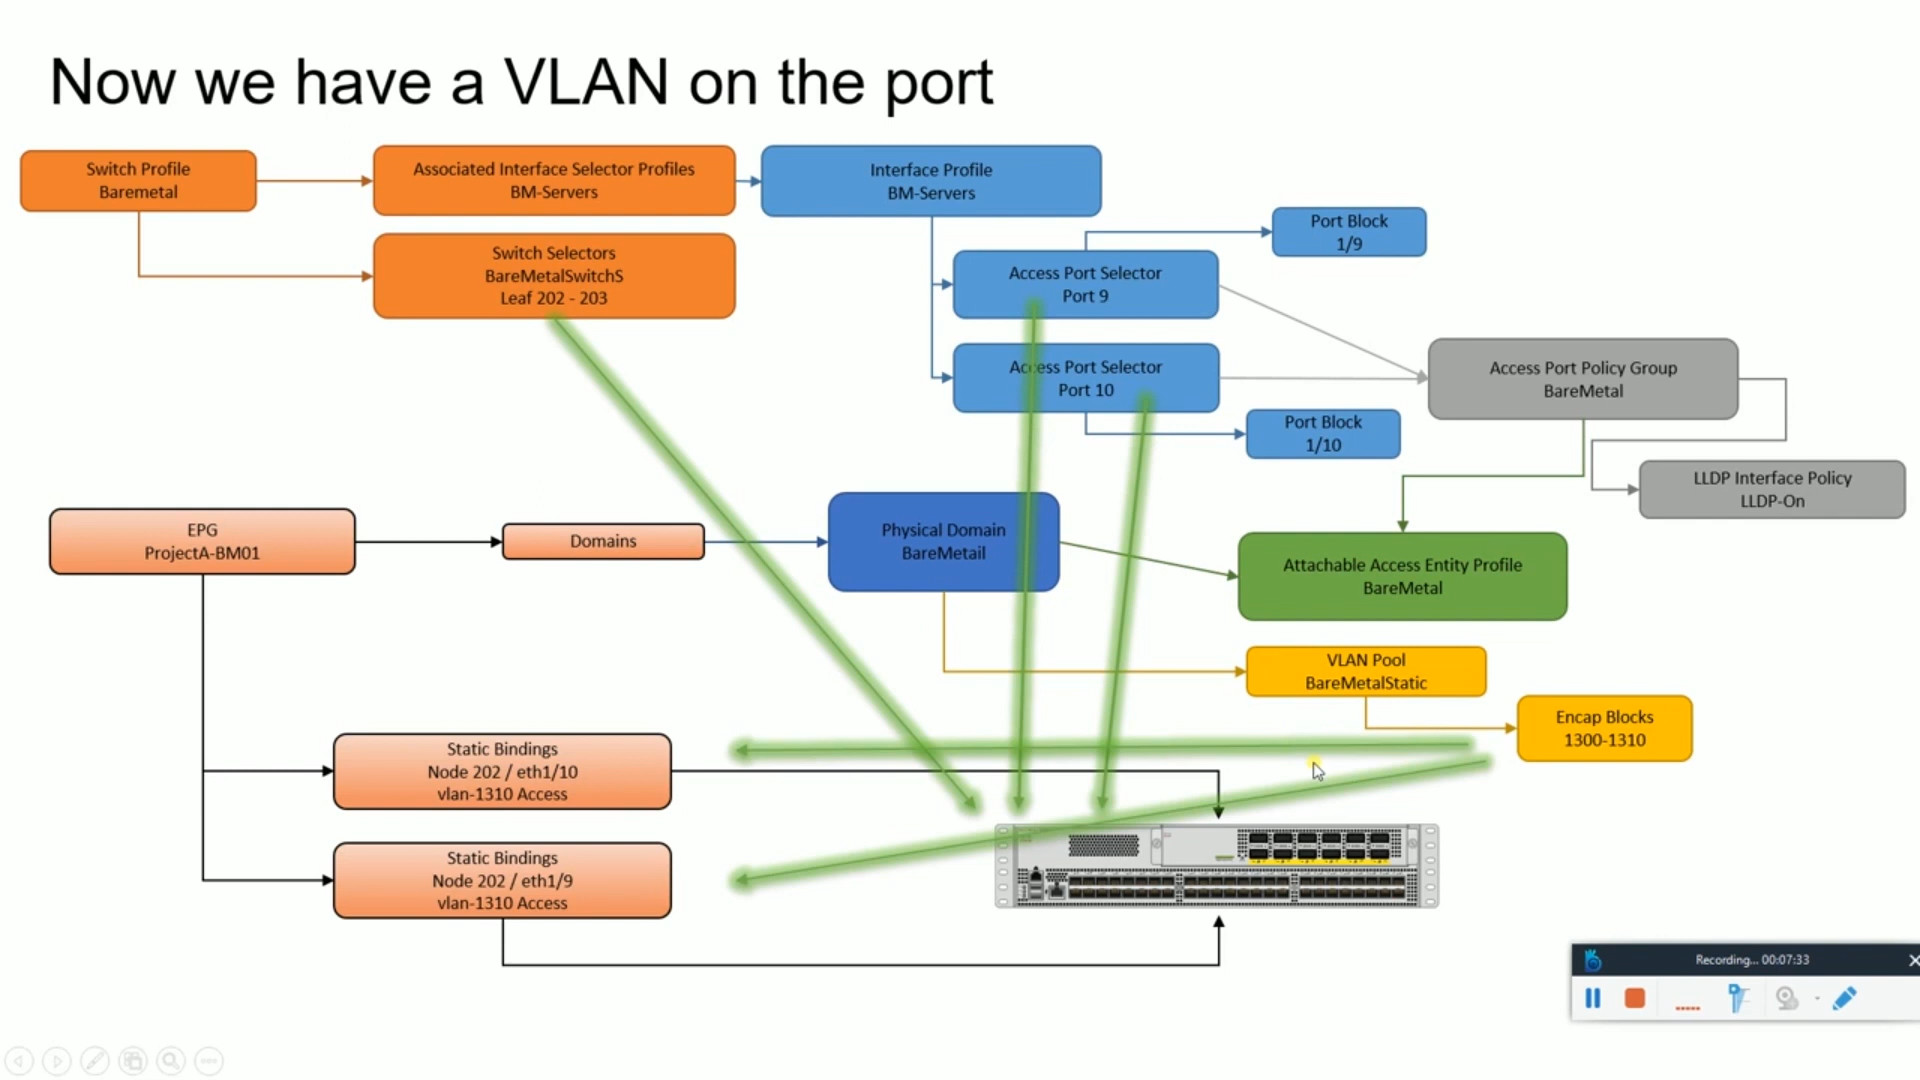 Now we have a VLAN on the port
Switch Profile
Baremetal
Associated Interface Selector Profiles
BM-Servers
Interface Profile
BM-Servers
Switch Selectors
BareMetalSwitchS
Leaf 202 - 203
Port Block
1/9
Access Port Selector
Port 9
Access Port Selector
Port 10
Port Block
1/10
Access Port Policy Group
BareMetal
LLDP Interface Policy
LLDP-On
EPG
ProjectA-BM01
Domains
Physical Domain
BareMetail
Attachable Access Entity Profile
BareMetal
VLAN Pool
BareMetalStatic
Encap Blocks
1300-1310
Static Bindings
Node 202 / eth1/10
vlan-1310 Access
Static Bindings
Node 202 / eth1/9
vlan-1310 Access
Recording... 00:07:33